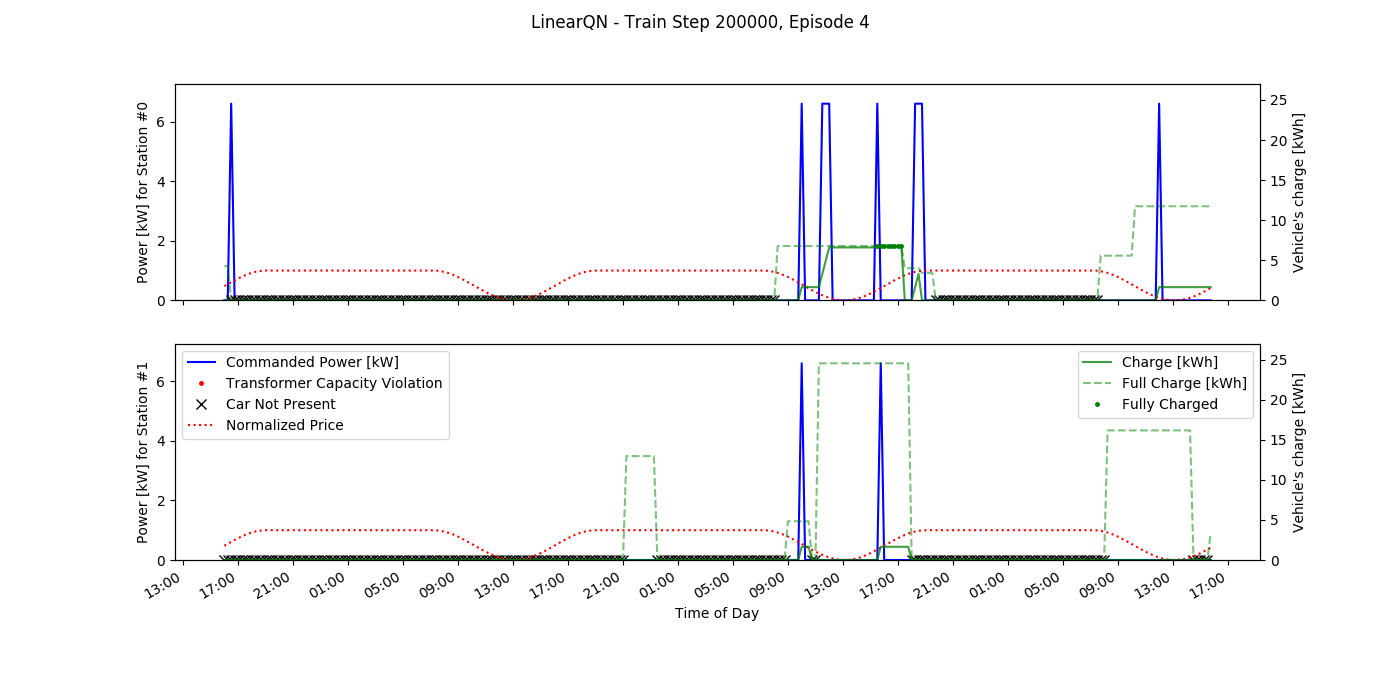 LinearQN - Train Step 200000, Episode 4
Power [kW] for Station #0
6
4
2
0
25
20
15
10
5
0
Vehicle's charge [kWh]
Power [kW] for Station #1
6
4
2
0
Commanded Power [kW]
Transformer Capacity Violation
Car Not Present
Normalized Price
Charge [kWh]
Full Charge [kWh]
Fully Charged
25
20
15
10
5
0
Vehicle's charge [kWh]
13:00 17:00 21:00 01:00 05:00 09:00 13:00 17:00 21:00 01:00 05:00 09:00 13:00 17:00 21:00 01:00 05:00 09:00 13:00 17:00
Time of Day